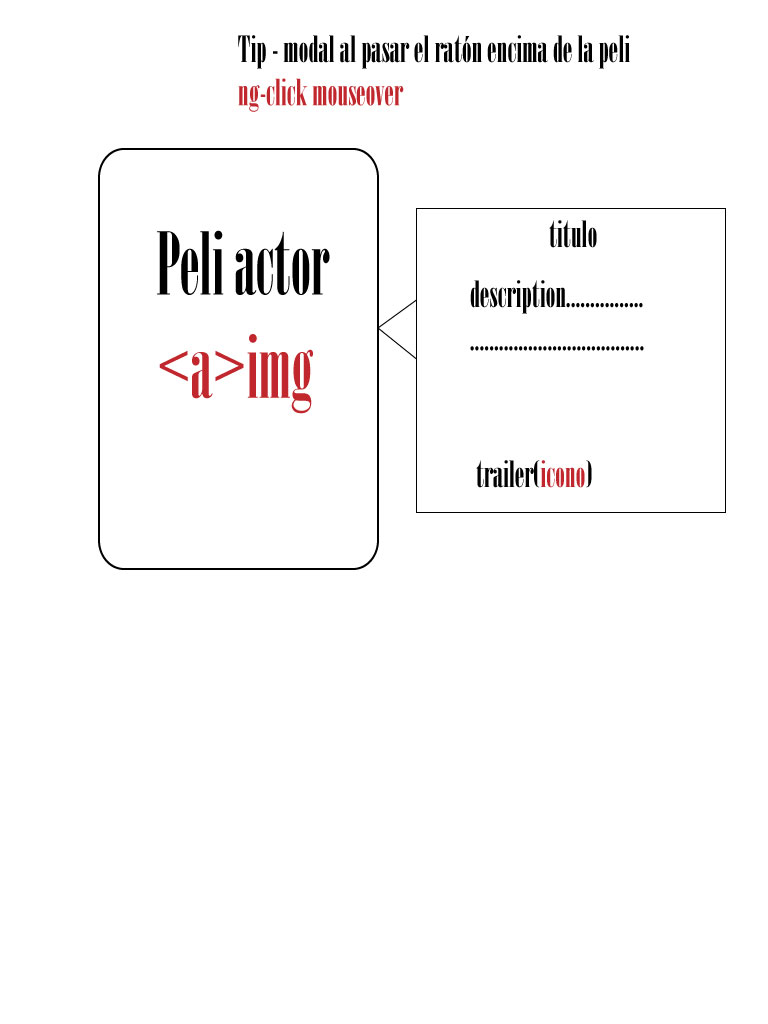 Tip - modal al pasar el ratón encima de la peli
ng-click mouseover
Peli actor
<a>img
titulo
description................
....................................
trailer(icono)